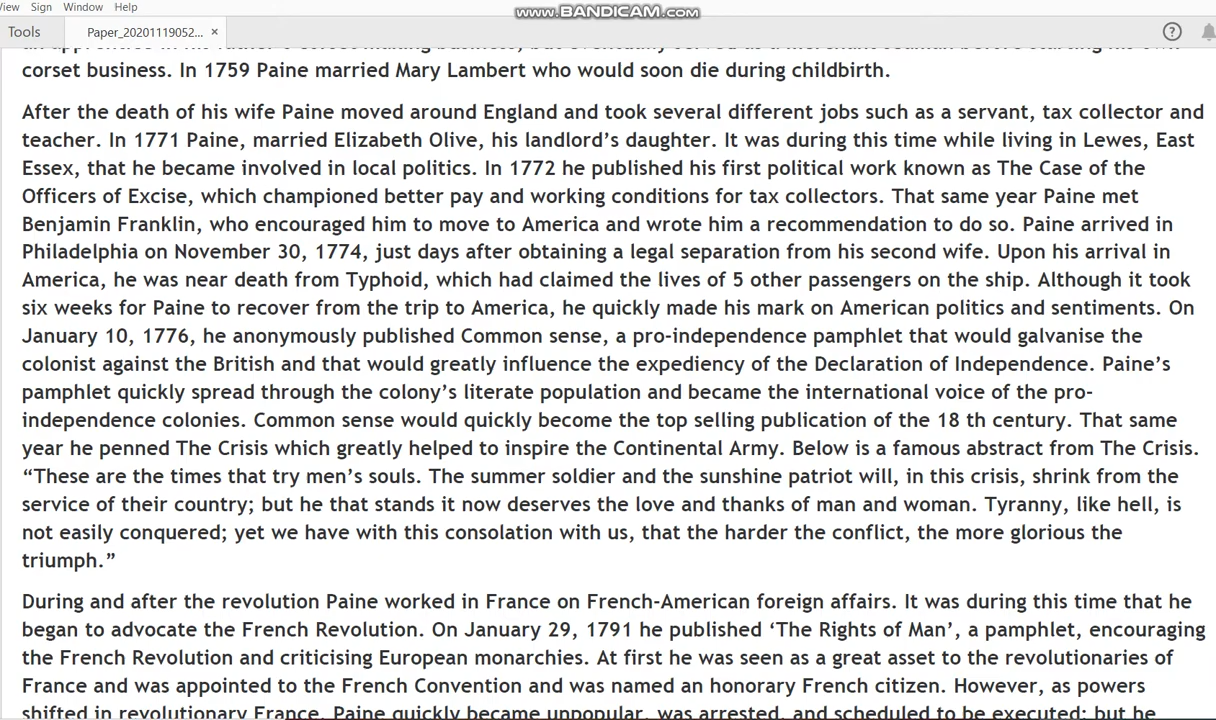 View Sign Window Help
www.BANDICAM.com
Tools Paper_20201119052... × ?
corset business. In 1759 Paine married Mary Lambert who would soon die during childbirth.
After the death of his wife Paine moved around England and took several different jobs such as a servant, tax collector and
teacher. In 1771 Paine, married Elizabeth Olive, his landlord’s daughter. It was during this time while living in Lewes, East
Essex, that he became involved in local politics. In 1772 he published his first political work known as The Case of the
Officers of Excise, which championed better pay and working conditions for tax collectors. That same year Paine met
Benjamin Franklin, who encouraged him to move to America and wrote him a recommendation to do so. Paine arrived in
Philadelphia on November 30, 1774, just days after obtaining a legal separation from his second wife. Upon his arrival in
America, he was near death from Typhoid, which had claimed the lives of 5 other passengers on the ship. Although it took
six weeks for Paine to recover from the trip to America, he quickly made his mark on American politics and sentiments. On
January 10, 1776, he anonymously published Common sense, a pro-independence pamphlet that would galvanise the
colonist against the British and that would greatly influence the expediency of the Declaration of Independence. Paine’s
pamphlet quickly spread through the colony’s literate population and became the international voice of the pro-
independence colonies. Common sense would quickly become the top selling publication of the 18 th century. That same
year he penned The Crisis which greatly helped to inspire the Continental Army. Below is a famous abstract from The Crisis.
“These are the times that try men’s souls. The summer soldier and the sunshine patriot will, in this crisis, shrink from the
service of their country; but he that stands it now deserves the love and thanks of man and woman. Tyranny, like hell, is
not easily conquered; yet we have with this consolation with us, that the harder the conflict, the more glorious the
triumph.”
During and after the revolution Paine worked in France on French-American foreign affairs. It was during this time that he
began to advocate the French Revolution. On January 29, 1791 he published ‘The Rights of Man’, a pamphlet, encouraging
the French Revolution and criticising European monarchies. At first he was seen as a great asset to the revolutionaries of
France and was appointed to the French Convention and was named an honorary French citizen. However, as powers
shifted in revolutionary France, Paine quickly became unpopular, was arrested, and scheduled to be executed; but he